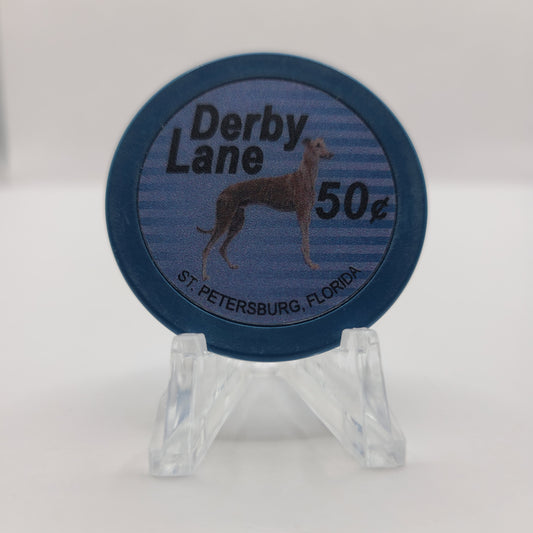 Derby
Lane
50¢
ST. PETERSBURG, FLORIDA